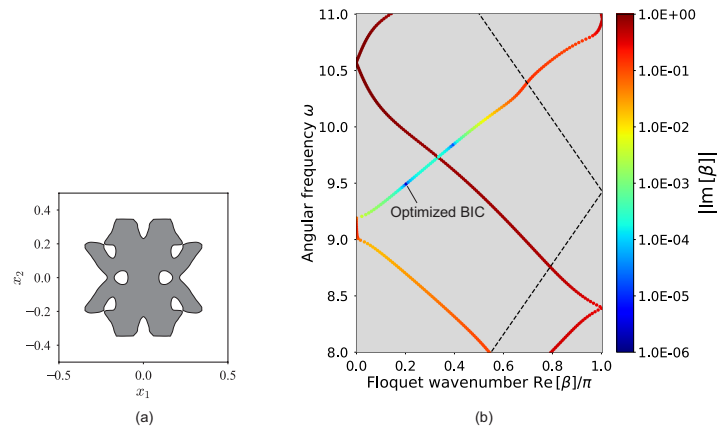 0.4
0.2
0.0
−0.2
−0.4
x₂
−0.5
0.0
0.5
x₁
(a)
11.0
10.5
10.0
9.5
9.0
8.5
8.0
Angular frequency ω
Optimized BIC
0.0
0.2
0.4
0.6
0.8
1.0
Floquet wavenumber Re [β]/π
1.0E+00
1.0E-01
1.0E-02
1.0E-03
1.0E-04
1.0E-05
1.0E-06
|Im [β]|
(b)